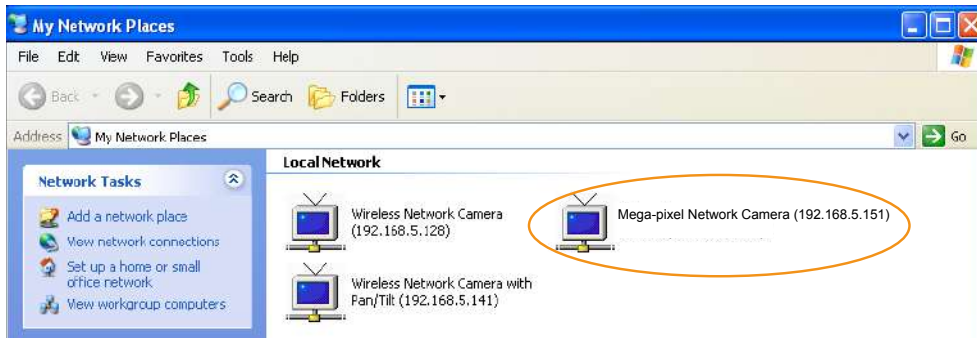 My Network Places
File Edit View Favorites Tools Help
Back Search Folders
Address My Network Places Go
Local Network
Network Tasks
Add a network place
View network connections
Set up a home or small
office network
View workgroup computers
Wireless Network Camera
(192.168.5.128)
Mega-pixel Network Camera (192.168.5.151)
Wireless Network Camera with
Pan/Tilt (192.168.5.141)